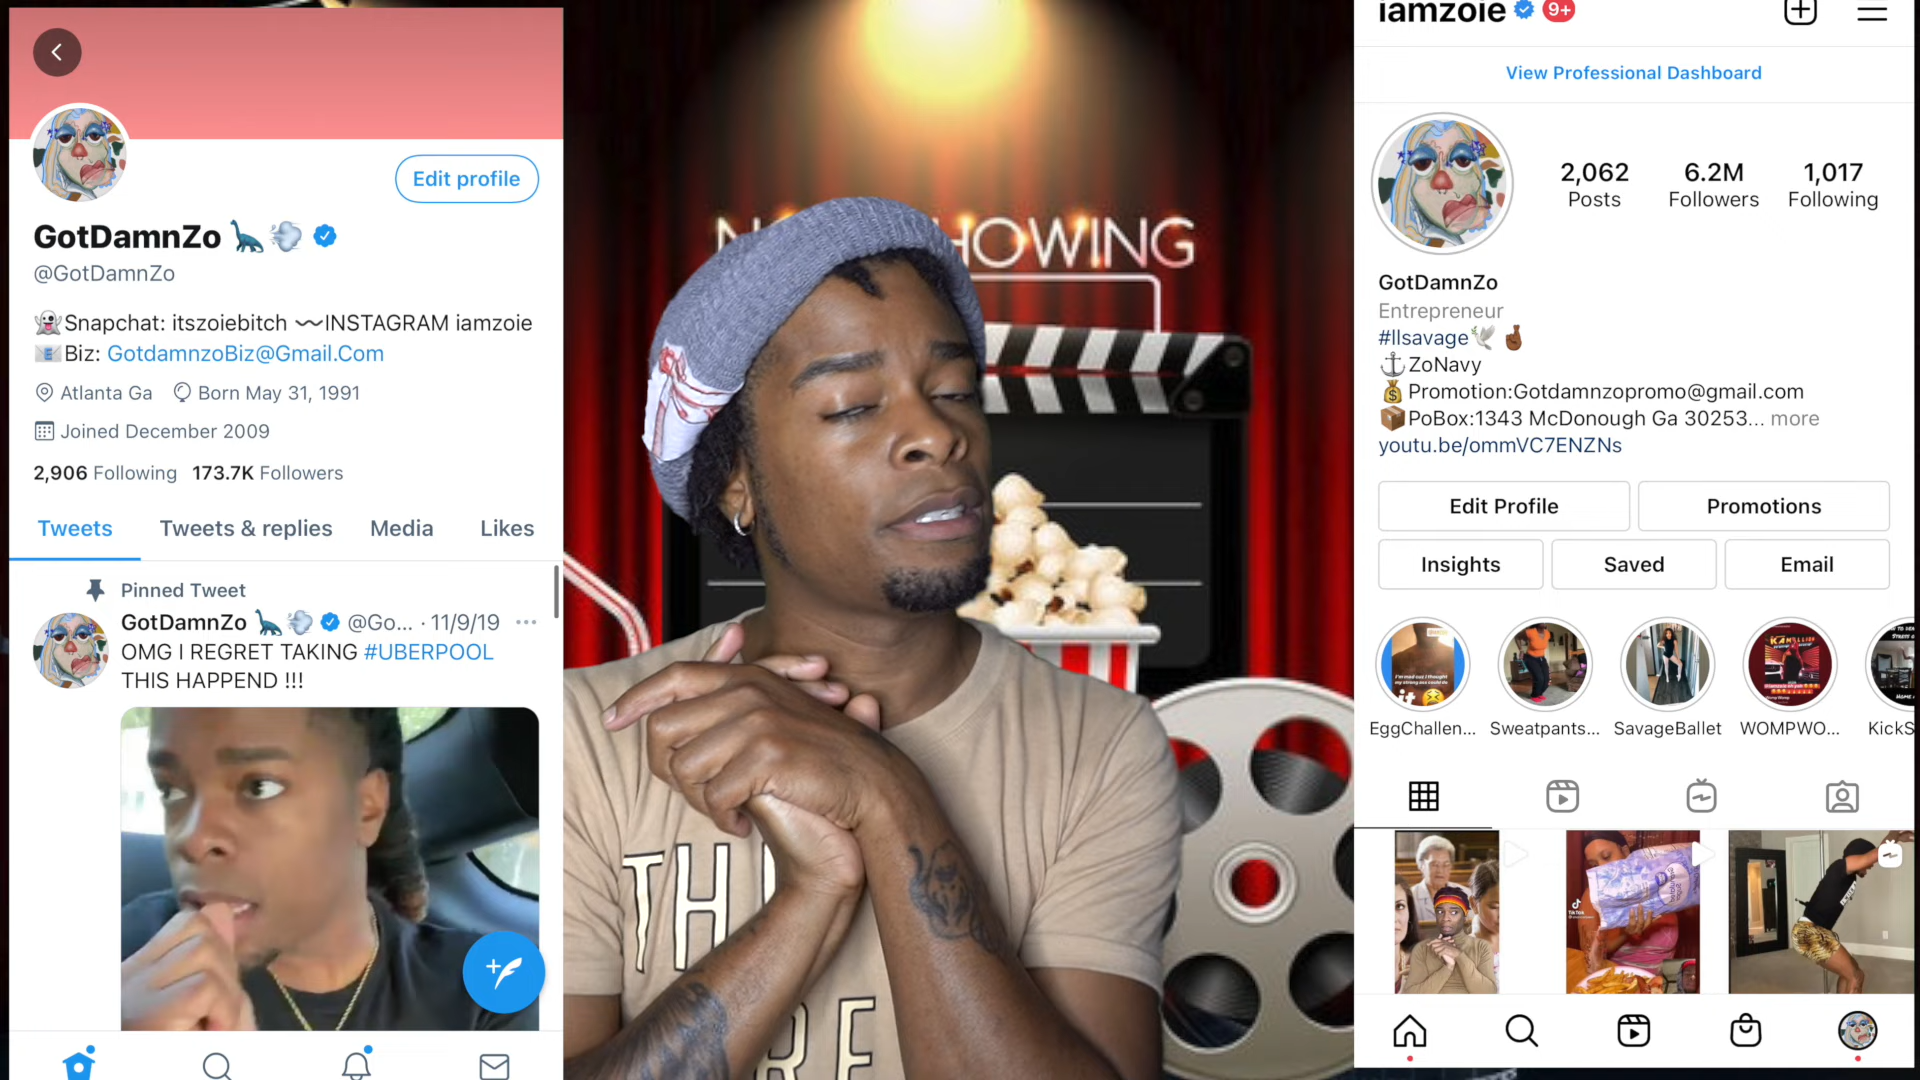 Edit profile
GotDamnZo
@GotDamnZo
Snapchat: itszoiebitch 〰INSTAGRAM iamzoie
Biz: GotdamnzoBiz@Gmail.Com
Atlanta Ga Born May 31, 1991
Joined December 2009
2,906 Following 173.7K Followers
Tweets Tweets & replies Media Likes
Pinned Tweet
GotDamnZo @Go... · 11/9/19 ···
OMG I REGRET TAKING #UBERPOOL
THIS HAPPEND !!!
HOWING
TH
RE
iamzoie 9+
View Professional Dashboard
2,062 6.2M 1,017
Posts Followers Following
GotDamnZo
Entrepreneur
#llsavage
ZoNavy
Promotion:Gotdamnzopromo@gmail.com
PoBox:1343 McDonough Ga 30253... more
youtu.be/ommVC7ENZNs
Edit Profile Promotions
Insights Saved Email
EggChallen... Sweatpants... SavageBallet WOMPWO... KickS
TikTok